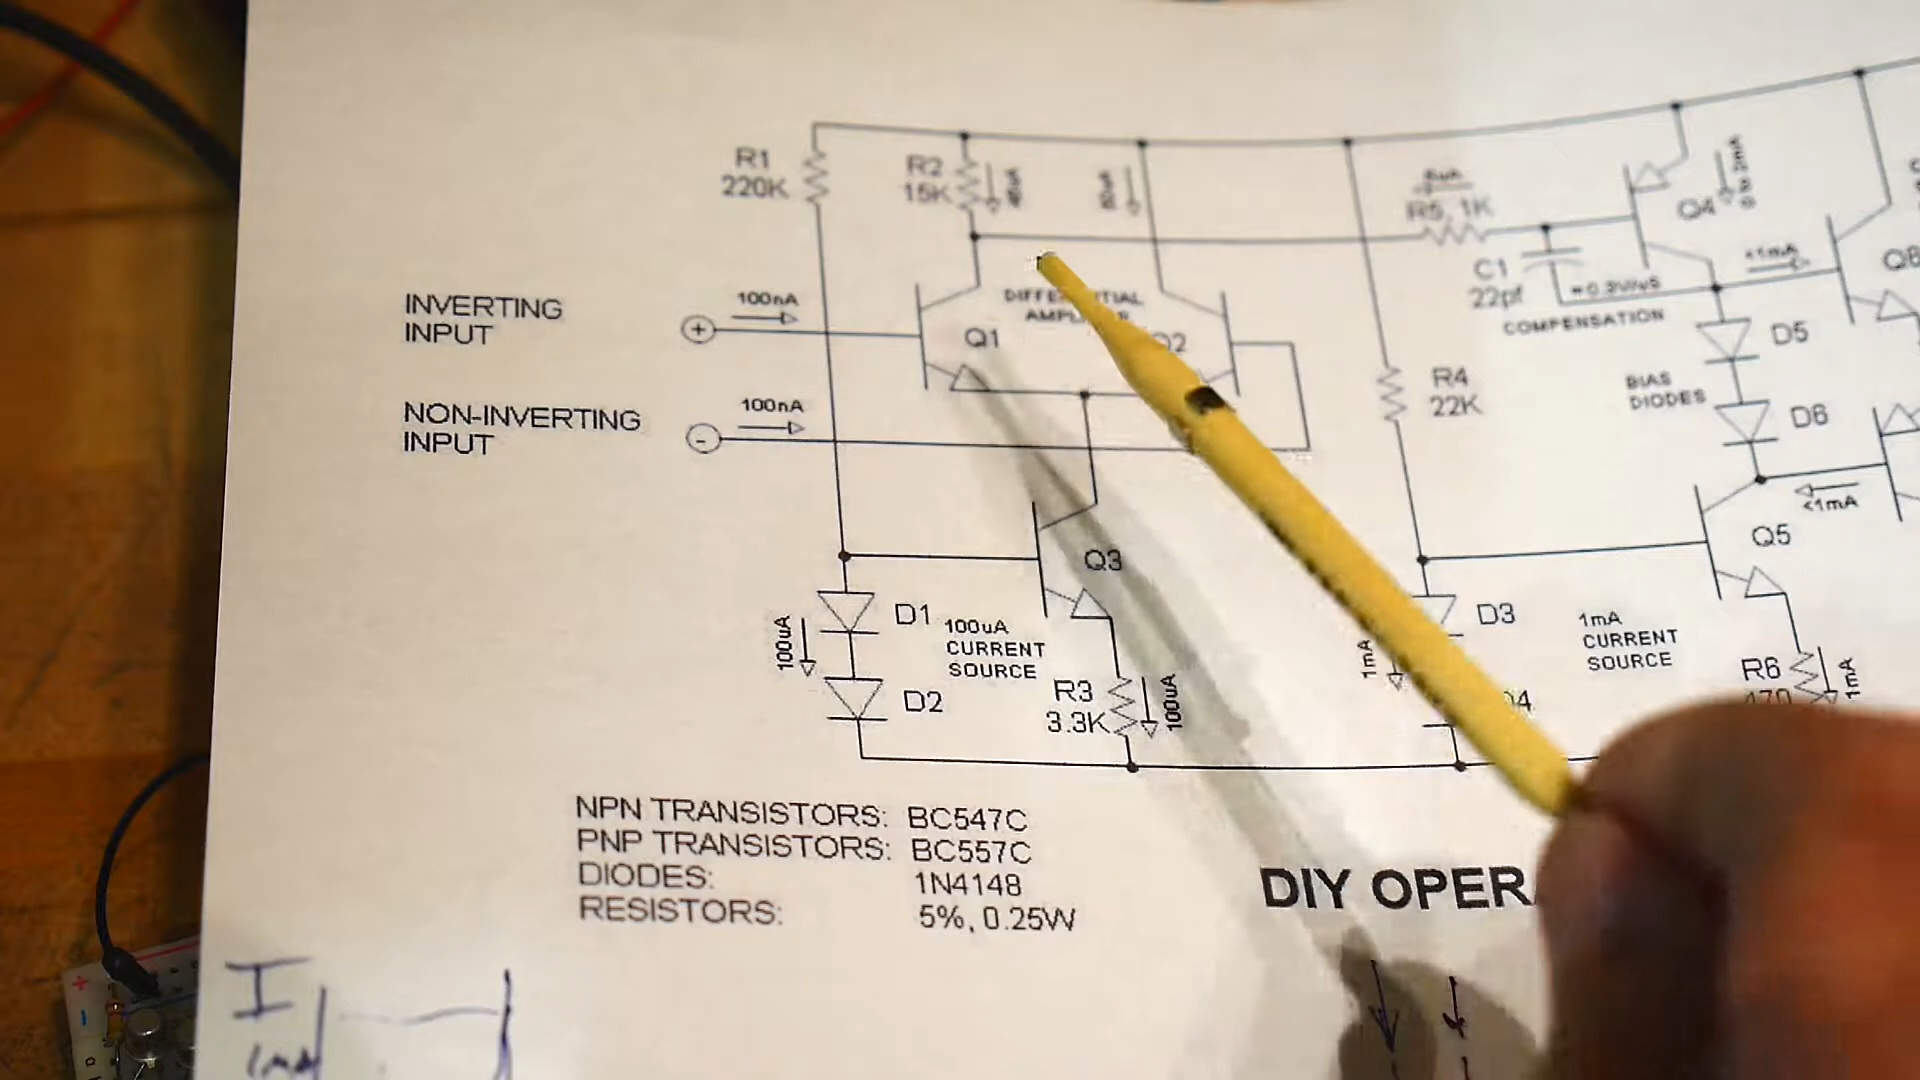 R1
220K
R2
15K
R5, 1K
Q4
C1
22pf
COMPENSATION
<1mA
Q8
INVERTING
INPUT
+
100nA
Q1
NON-INVERTING
INPUT
-
100nA
R4
22K
BIAS
DIODES
D5
D6
<1mA
Q3
Q5
D1
100uA
CURRENT
SOURCE
100uA
D2
R3
3.3K
100uA
D3
1mA
1mA
CURRENT
SOURCE
R6
470
1mA
NPN TRANSISTORS: BC547C
PNP TRANSISTORS: BC557C
DIODES: 1N4148
RESISTORS: 5%, 0.25W
DIY OPERA
I
+
-